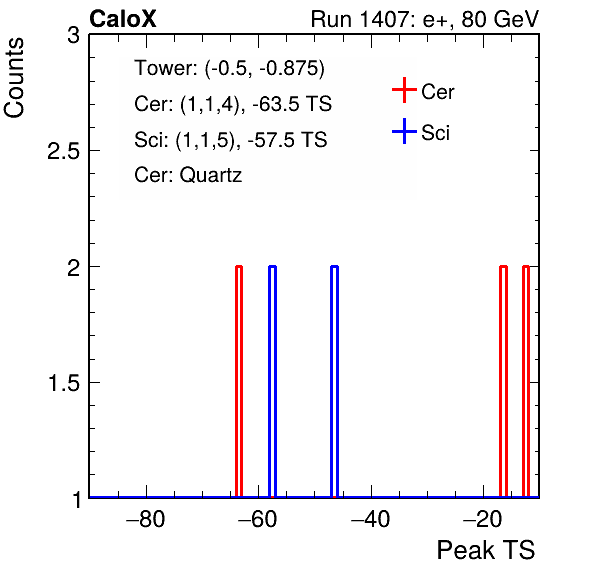 CaloX Run 1407: e+, 80 GeV
Counts
3
2.5
2
1.5
1
Tower: (-0.5, -0.875)
Cer: (1,1,4), -63.5 TS
Sci: (1,1,5), -57.5 TS
Cer: Quartz
Cer
Sci
−80 −60 −40 −20
Peak TS